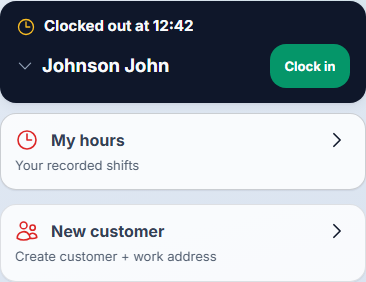 Clocked out at 12:42
Johnson John
Clock in
My hours
Your recorded shifts
New customer
Create customer + work address